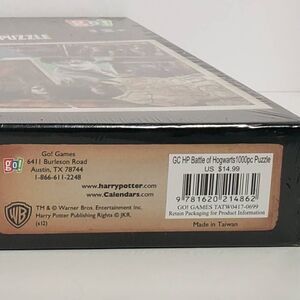 PUZZLE
go!
Go! Games
6411 Burleson Road
Austin, TX 78744
1-866-611-2248
www.harrypotter.com
www.Calendars.com
WB
TM & © Warner Bros. Entertainment Inc.
Harry Potter Publishing Rights © JKR.
(s12)
GC HP Battle of Hogwarts1000pc Puzzle
US $14.99
9 781620 214862
GO! GAMES TATW0417-0699
Retain Packaging for Product Information
Made in Taiwan